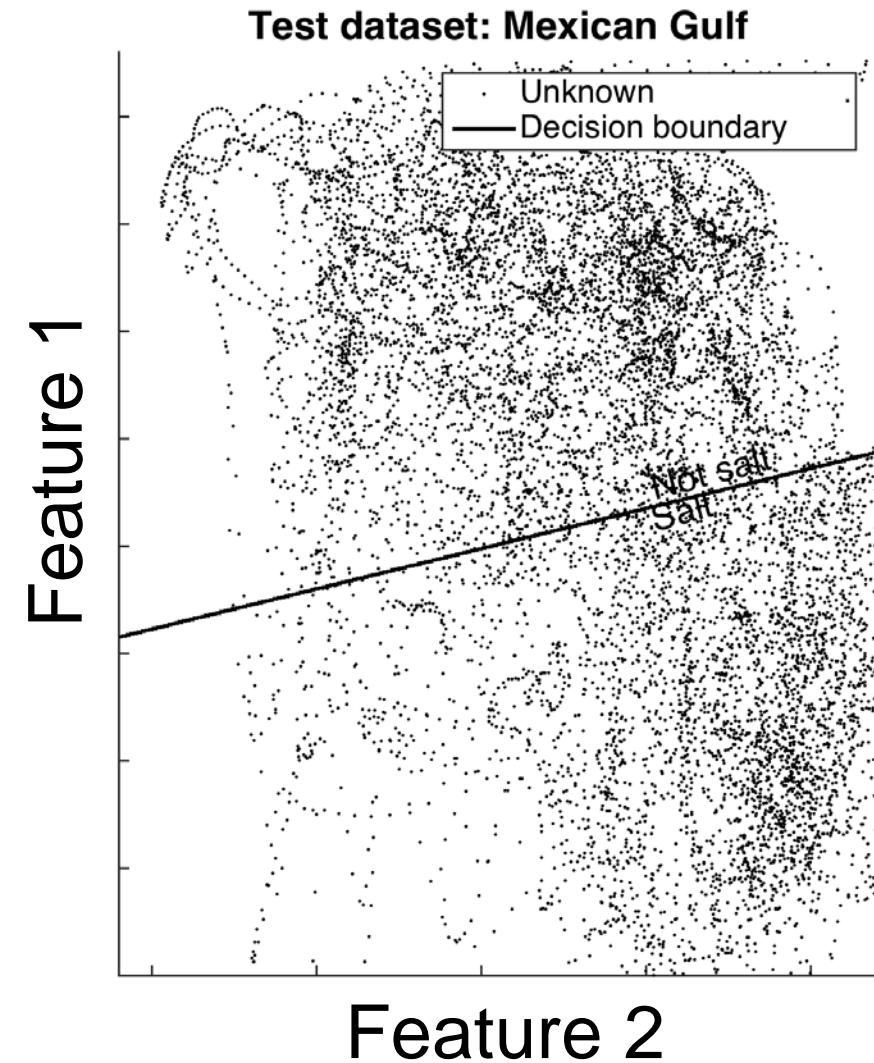 Test dataset: Mexican Gulf
Unknown
Decision boundary
Feature 1
Not salt
Salt
Feature 2